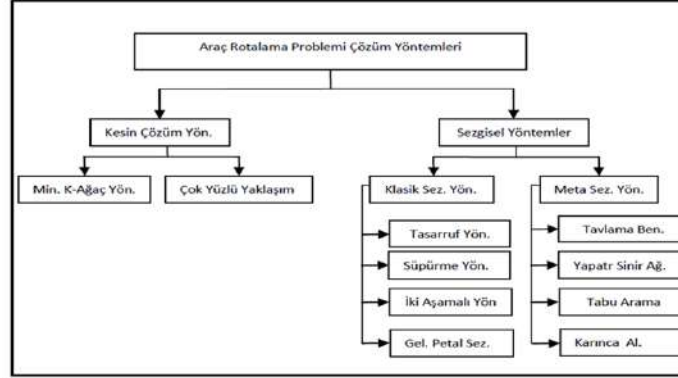 Araç Rotalama Problemi Çözüm Yöntemleri
Kesin Çözüm Yön.
Sezgisel Yöntemler
Min. K-Ağaç Yön.
Çok Yüzlü Yaklaşım
Klasik Sez. Yön.
Meta Sez. Yön.
Tasarruf Yön.
Süpürme Yön.
İki Aşamalı Yön
Gel. Petal Sez.
Tavlama Ben.
Yapatr Sinir Ağ.
Tabu Arama
Karınca Al.